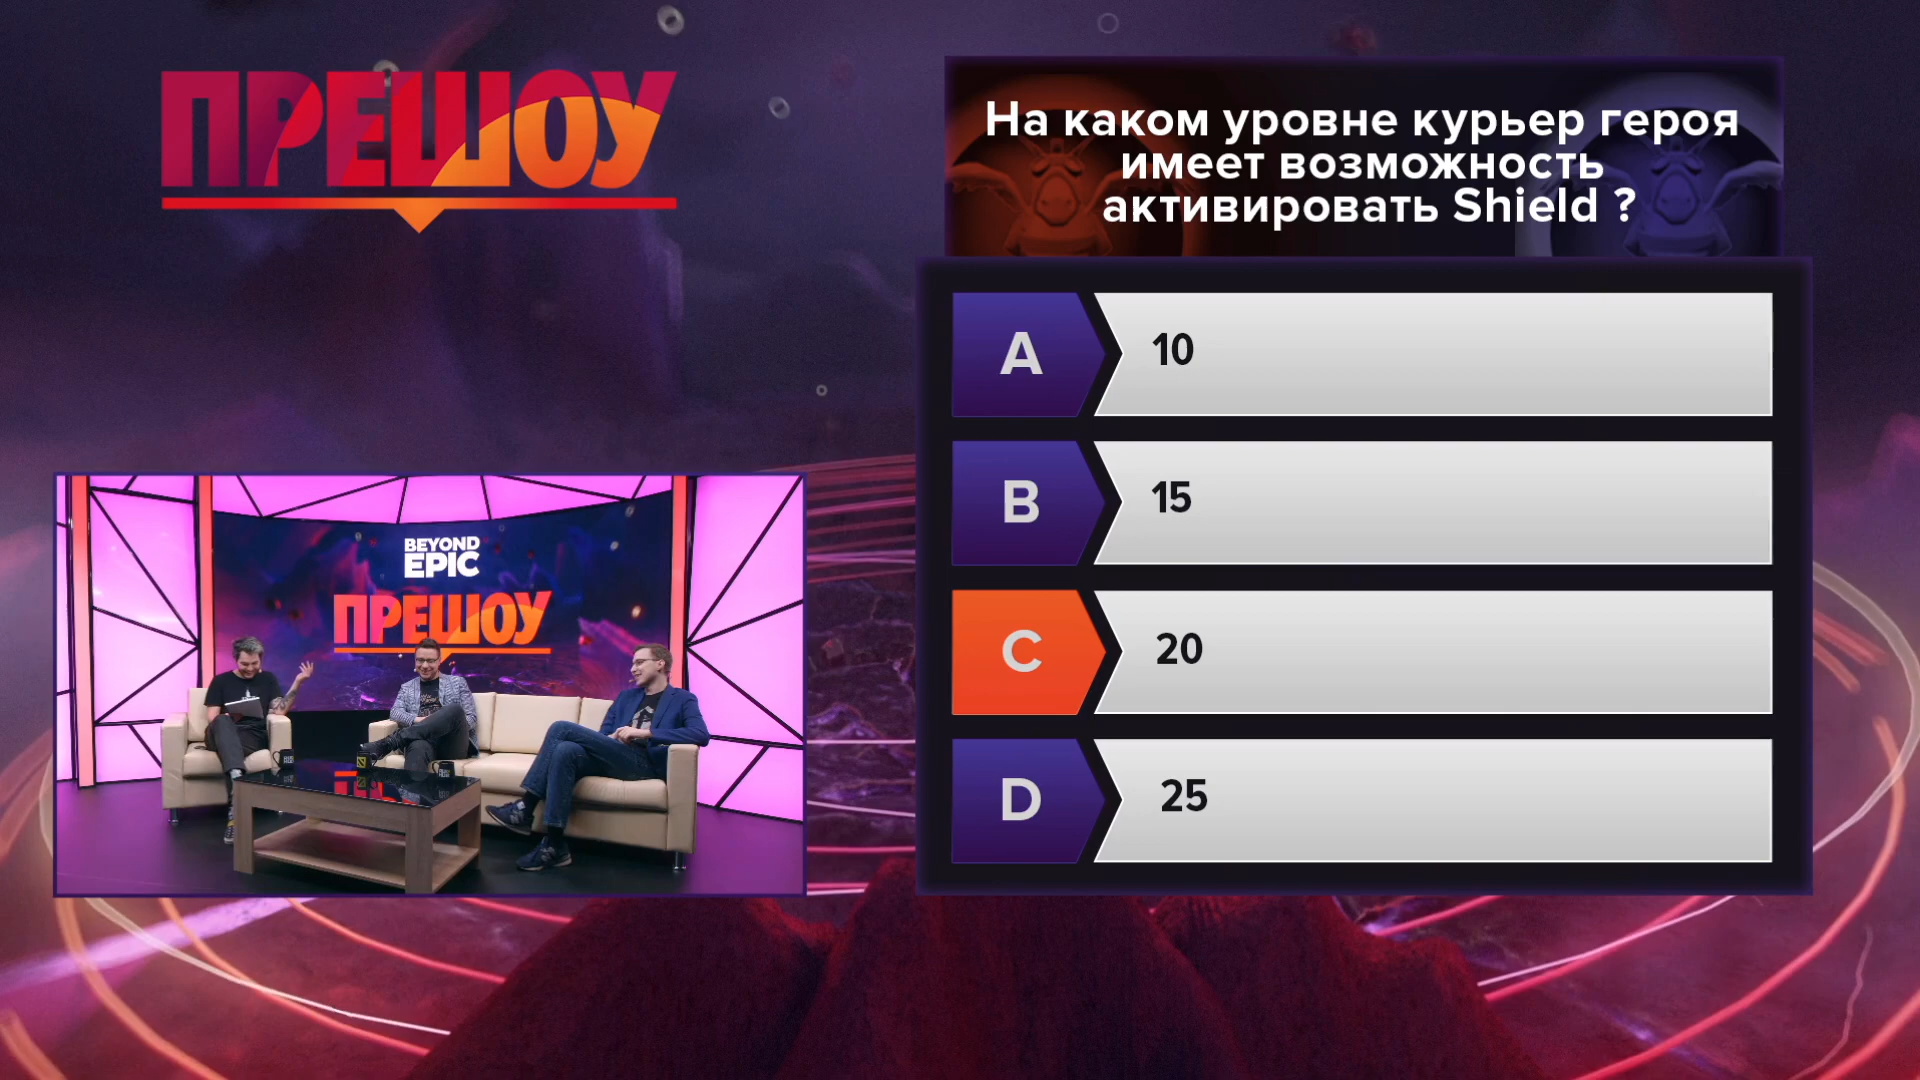 ПРЕШОУ
На каком уровне курьер героя
имеет возможность
активировать Shield ?
A 10
B 15
C 20
D 25
BEYOND
EPIC
ПРЕШОУ